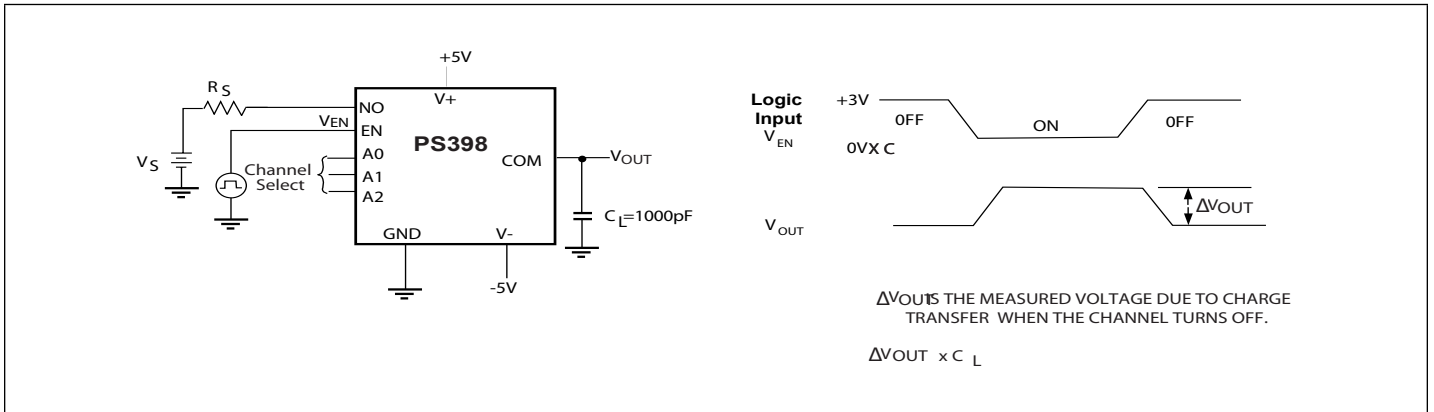 +5V
R S
NO
V+
VEN
EN
PS398
A0
A1
A2
Channel
Select
VS
COM
VOUT
CL=1000pF
GND
V-
-5V
Logic
Input
VEN
+3V
0FF
ON
0FF
0VX C
VOUT
ΔVOUT
ΔVOUTIS THE MEASURED VOLTAGE DUE TO CHARGE
TRANSFER WHEN THE CHANNEL TURNS OFF.
ΔVOUT x C L